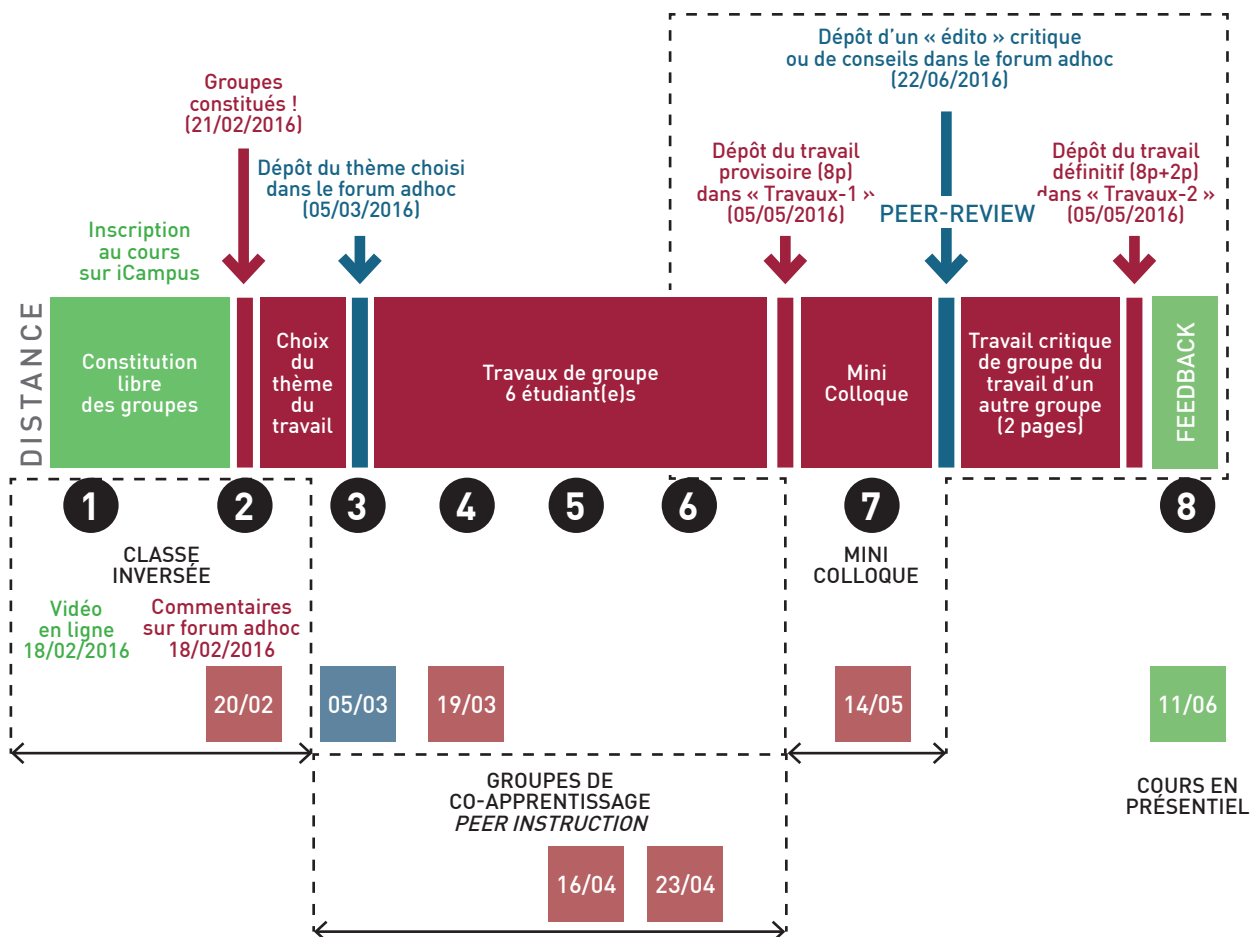 Dépôt d'un « édito » critique
ou de conseils dans le forum adhoc
(22/06/2016)
Groupes
constitués !
(21/02/2016)
Dépôt du thème choisi
dans le forum adhoc
(05/03/2016)
Dépôt du travail
provisoire (8p)
dans « Travaux-1 »
(05/05/2016)
PEER-REVIEW
Dépôt du travail
définitif (8p+2p)
dans « Travaux-2 »
(05/05/2016)
Inscription
au cours
sur iCampus
DISTANCE
Constitution
libre
des groupes
Choix
du
thème
du
travail
Travaux de groupe
6 étudiant(e)s
Mini
Colloque
Travail critique
de groupe du
travail d'un
autre groupe
(2 pages)
FEEDBACK
1
2
3
4
5
6
7
8
CLASSE
INVERSÉE
MINI
COLLOQUE
Vidéo
en ligne
18/02/2016
Commentaires
sur forum adhoc
18/02/2016
20/02
05/03
19/03
14/05
11/06
GROUPES DE
CO-APPRENTISSAGE
PEER INSTRUCTION
COURS EN
PRÉSENTIEL
16/04
23/04